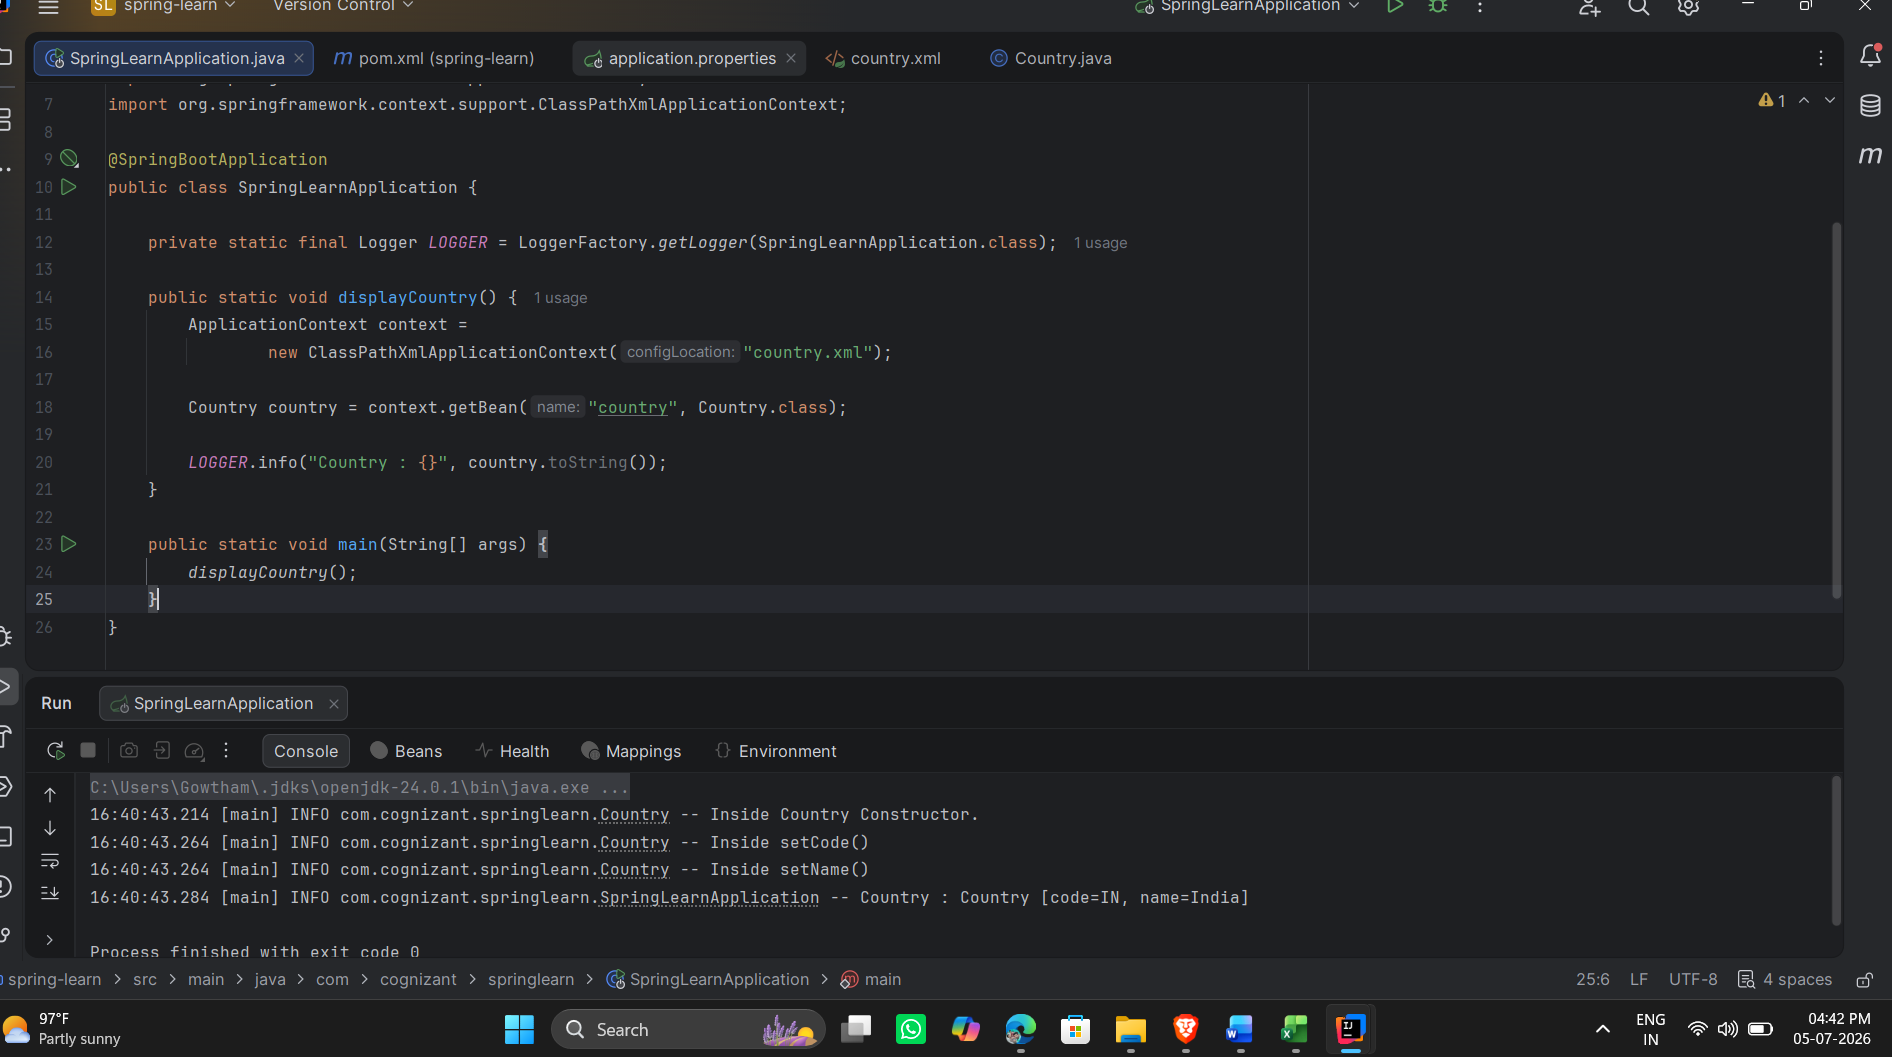 SL spring-learn Version Control SpringLearnApplication
SpringLearnApplication.java pom.xml (spring-learn) application.properties country.xml Country.java
7 import org.springframework.context.support.ClassPathXmlApplicationContext; 1
8
9 @SpringBootApplication
10 public class SpringLearnApplication {
11
12 private static final Logger LOGGER = LoggerFactory.getLogger(SpringLearnApplication.class); 1 usage
13
14 public static void displayCountry() { 1 usage
15 ApplicationContext context =
16 new ClassPathXmlApplicationContext( configLocation: "country.xml");
17
18 Country country = context.getBean( name: "country", Country.class);
19
20 LOGGER.info("Country : {}", country.toString());
21 }
22
23 public static void main(String[] args) {
24 displayCountry();
25 }
26 }
Run SpringLearnApplication
Console Beans Health Mappings Environment
C:\Users\Gowtham\.jdks\openjdk-24.0.1\bin\java.exe ...
16:40:43.214 [main] INFO com.cognizant.springlearn.Country -- Inside Country Constructor.
16:40:43.264 [main] INFO com.cognizant.springlearn.Country -- Inside setCode()
16:40:43.264 [main] INFO com.cognizant.springlearn.Country -- Inside setName()
16:40:43.284 [main] INFO com.cognizant.springlearn.SpringLearnApplication -- Country : Country [code=IN, name=India]
Process finished with exit code 0
spring-learn > src > main > java > com > cognizant > springlearn > SpringLearnApplication > main 25:6 LF UTF-8 4 spaces
97°F
Partly sunny
Search
ENG
IN
04:42 PM
05-07-2026